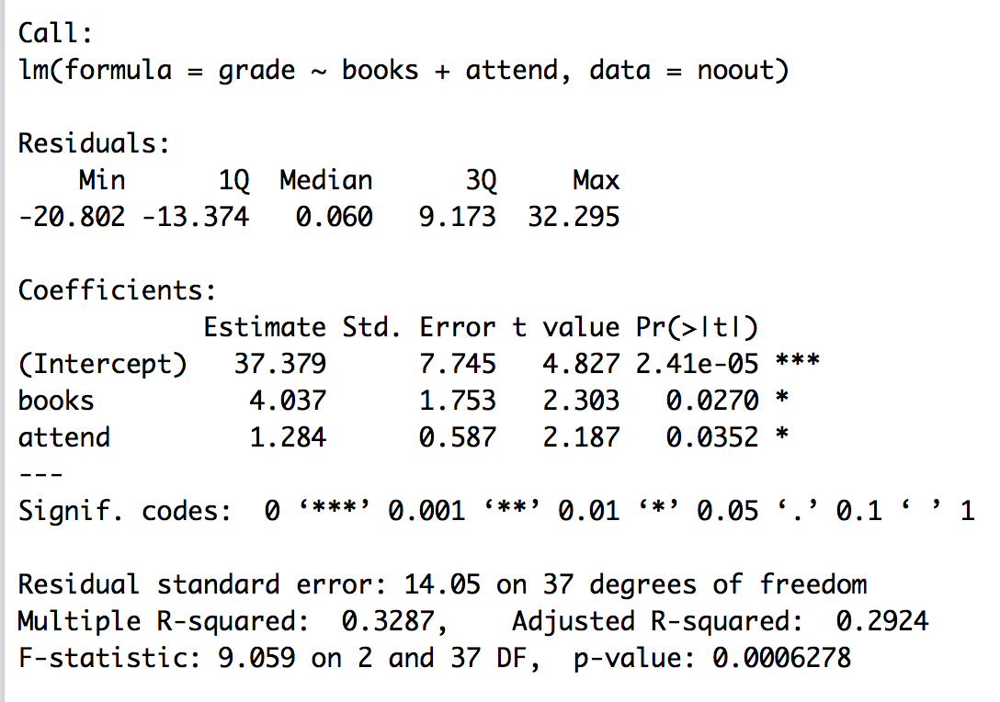 Call:
lm(formula = grade ~ books + attend, data = noout)
Residuals:
    Min      1Q  Median      3Q     Max
-20.802 -13.374   0.060   9.173  32.295
Coefficients:
            Estimate Std. Error t value Pr(>|t|)
(Intercept)   37.379      7.745   4.827 2.41e-05 ***
books          4.037      1.753   2.303   0.0270 *
attend         1.284      0.587   2.187   0.0352 *
---
Signif. codes:  0 ‘***’ 0.001 ‘**’ 0.01 ‘*’ 0.05 ‘.’ 0.1 ‘ ’ 1
Residual standard error: 14.05 on 37 degrees of freedom
Multiple R-squared:  0.3287,    Adjusted R-squared:  0.2924
F-statistic: 9.059 on 2 and 37 DF,  p-value: 0.0006278